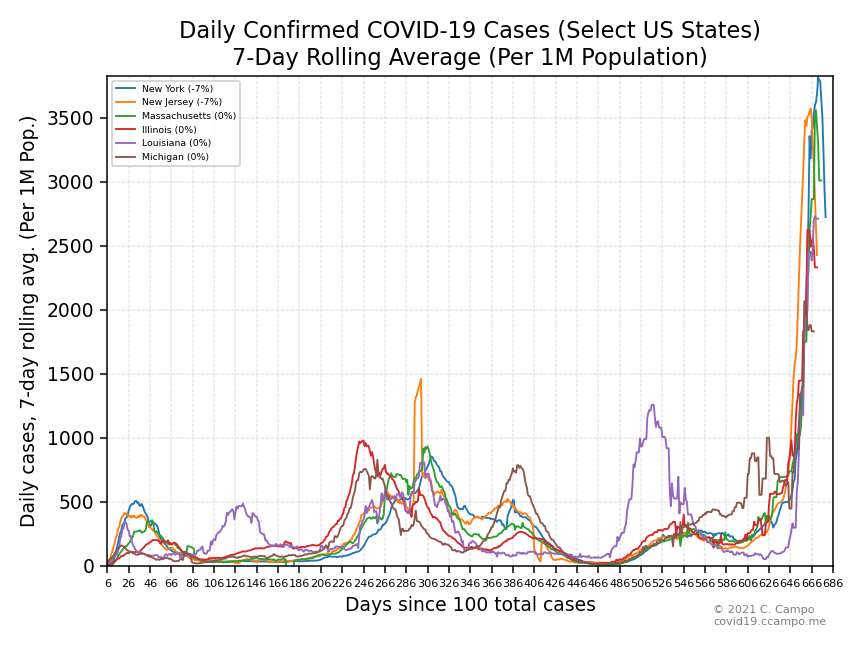 Daily Confirmed COVID-19 Cases (Select US States)
7-Day Rolling Average (Per 1M Population)
New York (-7%)
New Jersey (-7%)
Massachusetts (0%)
Illinois (0%)
Louisiana (0%)
Michigan (0%)
Daily cases, 7-day rolling avg. (Per 1M Pop.)
3500
3000
2500
2000
1500
1000
500
0
6 26 46 66 86 106 126 146 166 186 206 226 246 266 286 306 326 346 366 386 406 426 446 466 486 506 526 546 566 586 606 626 646 666 686
Days since 100 total cases
© 2021 C. Campo
covid19.ccampo.me